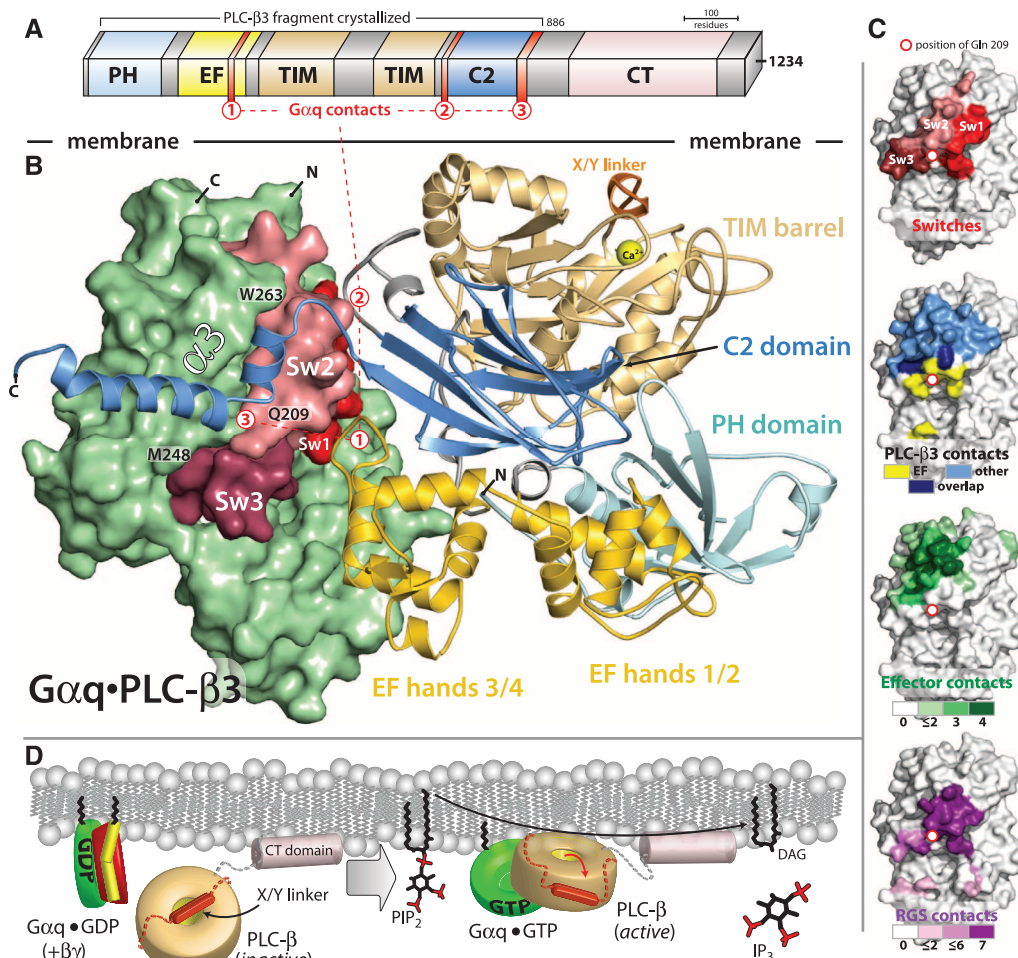 A
PLC-β3 fragment crystallized
886
100
residues
PH
EF
TIM
TIM
C2
CT
1234
1
Gαq contacts
2
3
membrane
membrane
B
C
N
X/Y linker
TIM barrel
Ca2+
W263
2
α3
Sw2
C2 domain
C
Q209
3
Sw1
1
PH domain
M248
N
Sw3
Gαq•PLC-β3
EF hands 3/4
EF hands 1/2
C
position of Gln 209
Sw2
Sw1
Sw3
Switches
PLC-β3 contacts
EF
other
overlap
Effector contacts
0 ≤2 3 4
RGS contacts
0 ≤2 ≤6 7
D
GDP
CT domain
X/Y linker
Gαq•GDP
(+βγ)
PLC-β
(inactive)
PIP2
GTP
Gαq•GTP
PLC-β
(active)
DAG
IP3